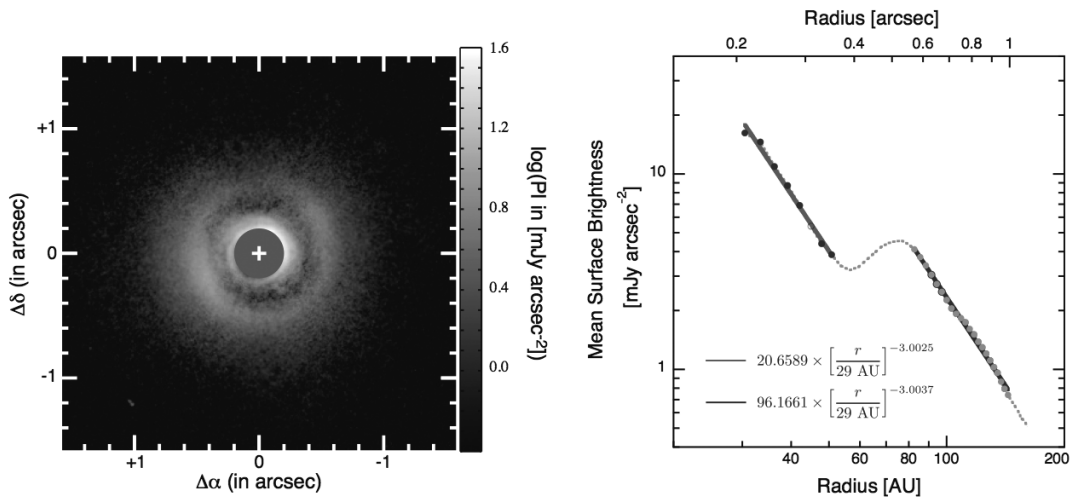 +1
0
-1
Δδ (in arcsec)
+1 0 -1
Δα (in arcsec)
1.6
1.2
0.8
0.4
0.0
log(PI in [mJy arcsec-2])
Radius [arcsec]
0.2 0.4 0.6 0.8 1
Mean Surface Brightness
[mJy arcsec-2]
10
1
20.6589 × [r/29 AU]^-3.0025
96.1661 × [r/29 AU]^-3.0037
40 60 80 100 200
Radius [AU]